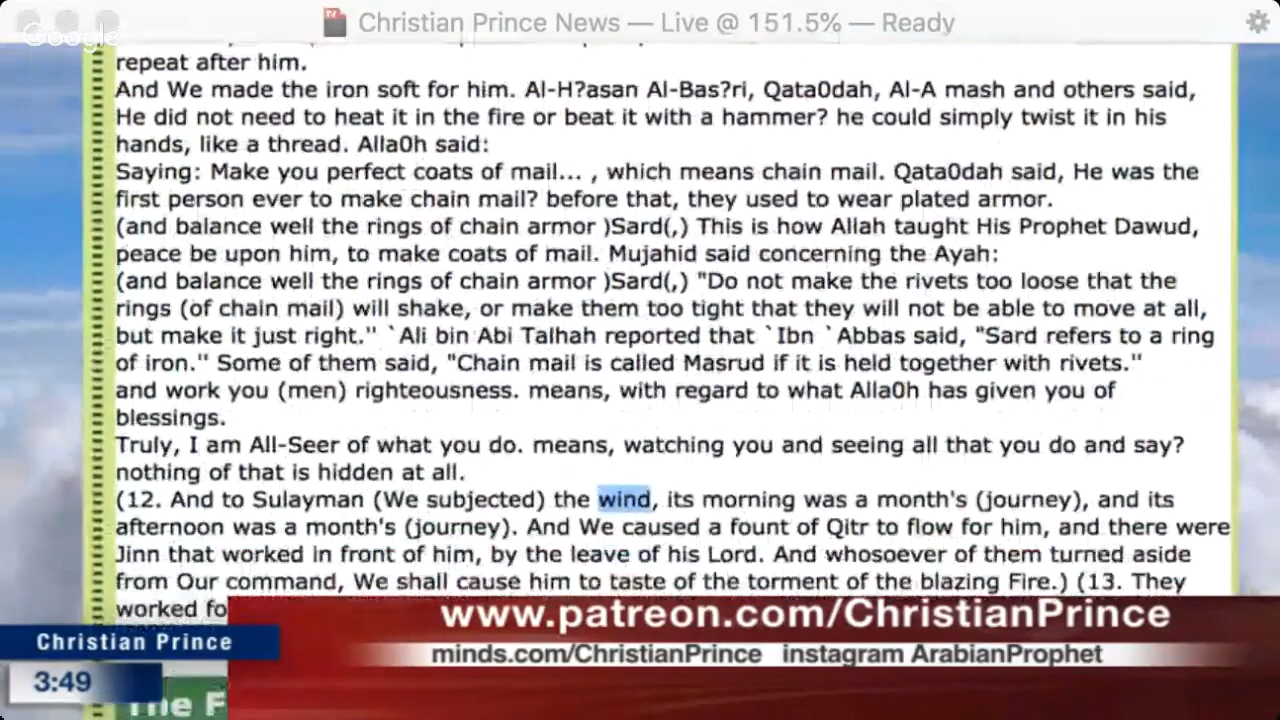 Google
Christian Prince News — Live @ 151.5% — Ready
repeat after him.
And We made the iron soft for him. Al-H?asan Al-Bas?ri, Qata0dah, Al-A mash and others said,
He did not need to heat it in the fire or beat it with a hammer? he could simply twist it in his
hands, like a thread. Alla0h said:
Saying: Make you perfect coats of mail... , which means chain mail. Qata0dah said, He was the
first person ever to make chain mail? before that, they used to wear plated armor.
(and balance well the rings of chain armor )Sard(,) This is how Allah taught His Prophet Dawud,
peace be upon him, to make coats of mail. Mujahid said concerning the Ayah:
(and balance well the rings of chain armor )Sard(,) "Do not make the rivets too loose that the
rings (of chain mail) will shake, or make them too tight that they will not be able to move at all,
but make it just right." `Ali bin Abi Talhah reported that `Ibn `Abbas said, "Sard refers to a ring
of iron." Some of them said, "Chain mail is called Masrud if it is held together with rivets."
and work you (men) righteousness. means, with regard to what Alla0h has given you of
blessings.
Truly, I am All-Seer of what you do. means, watching you and seeing all that you do and say?
nothing of that is hidden at all.
(12. And to Sulayman (We subjected) the wind, its morning was a month's (journey), and its
afternoon was a month's (journey). And We caused a fount of Qitr to flow for him, and there were
Jinn that worked in front of him, by the leave of his Lord. And whosoever of them turned aside
from Our command, We shall cause him to taste of the torment of the blazing Fire.) (13. They
worked fo
www.patreon.com/ChristianPrince
Christian Prince
minds.com/ChristianPrince instagram ArabianProphet
3:49
The F